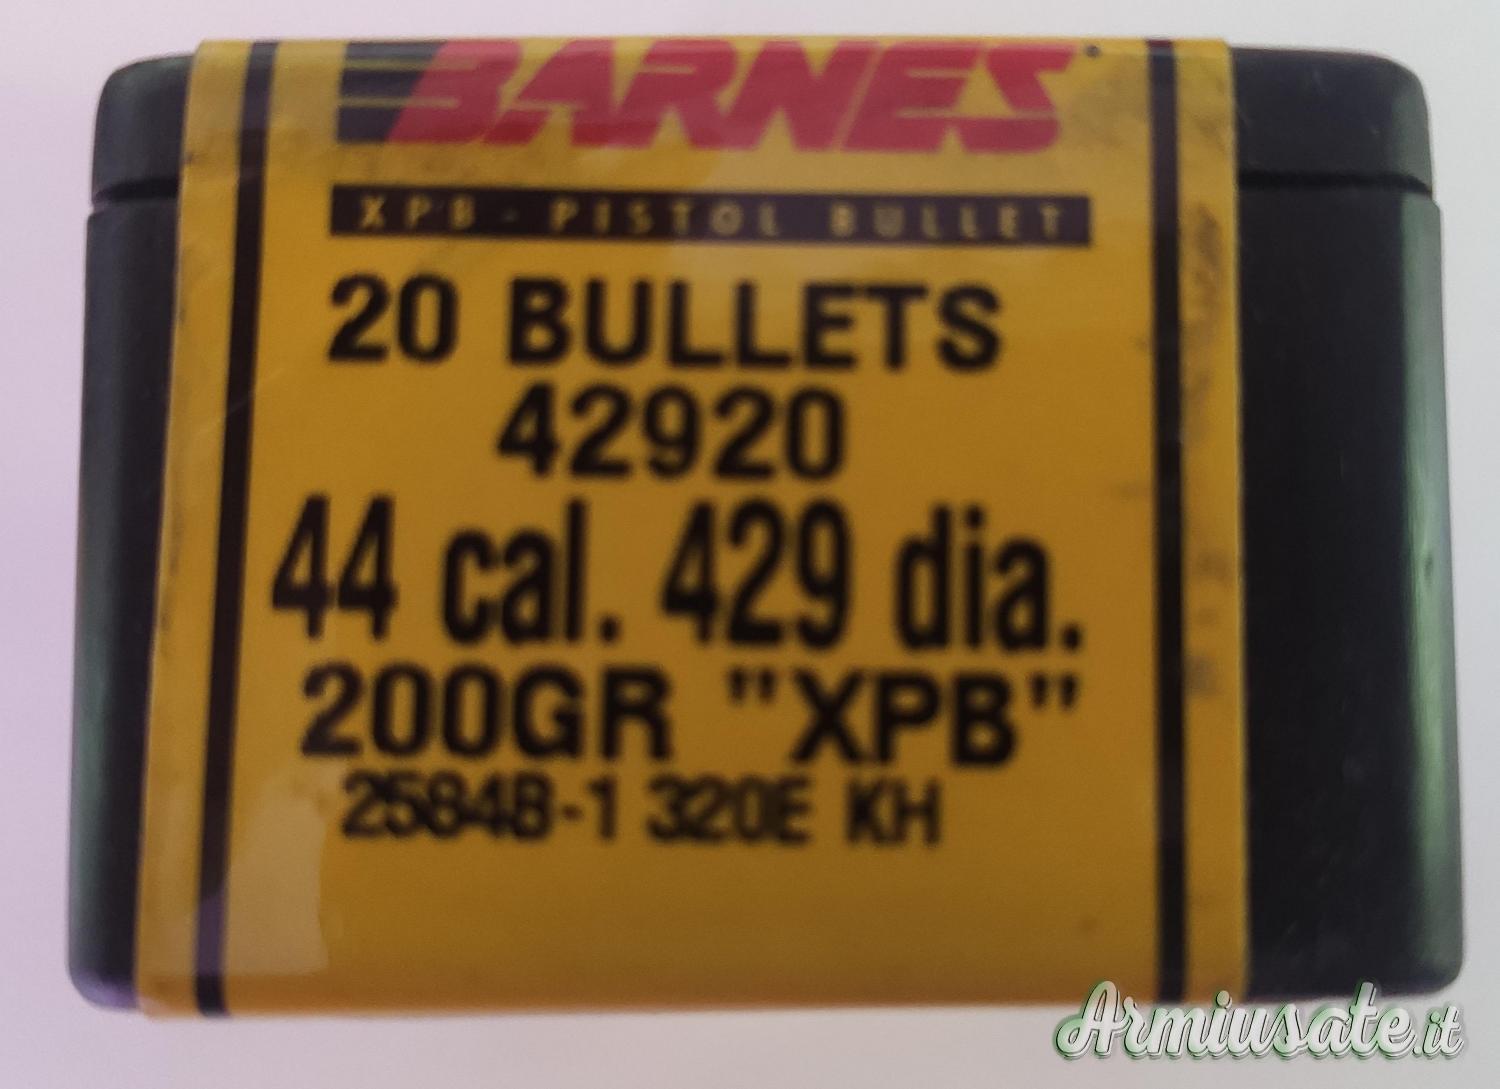 BARNES
XPB - PISTOL BULLET
20 BULLETS
42920
44 cal. 429 dia.
200GR "XPB"
25848-1 320E KH
Armiusate.it